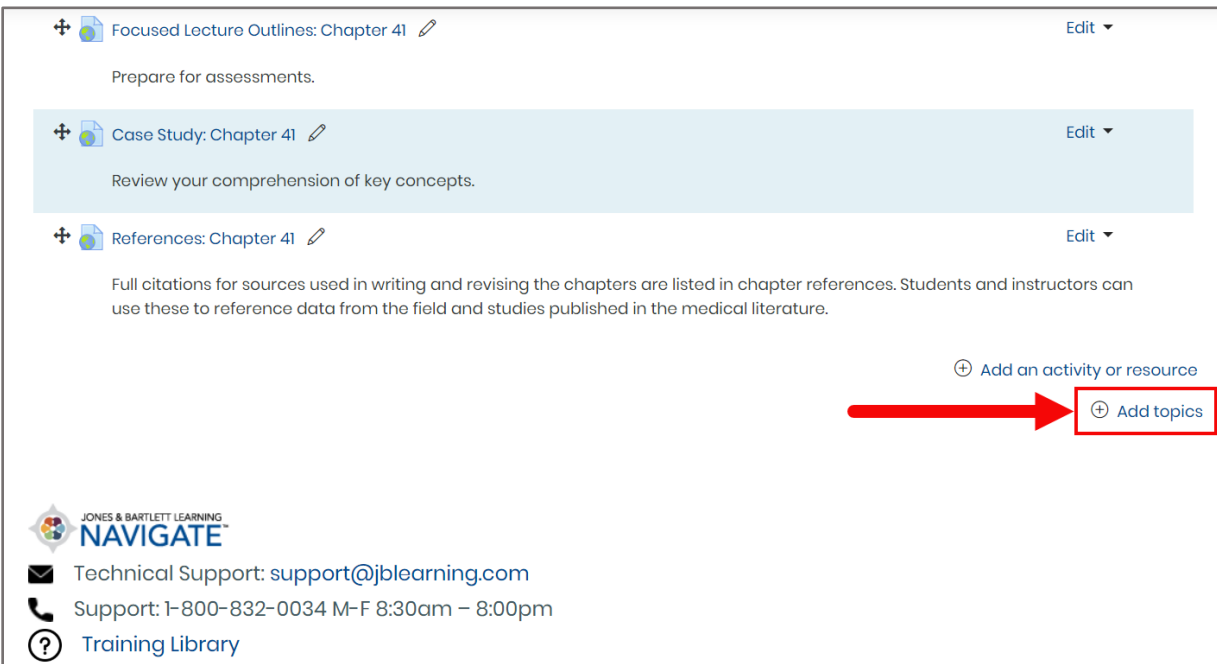 Focused Lecture Outlines: Chapter 41
Edit
Prepare for assessments.
Case Study: Chapter 41
Edit
Review your comprehension of key concepts.
References: Chapter 41
Edit
Full citations for sources used in writing and revising the chapters are listed in chapter references. Students and instructors can
use these to reference data from the field and studies published in the medical literature.
Add an activity or resource
Add topics
JONES & BARTLETT LEARNING
NAVIGATE™
Technical Support: support@jblearning.com
Support: 1-800-832-0034 M-F 8:30am – 8:00pm
Training Library